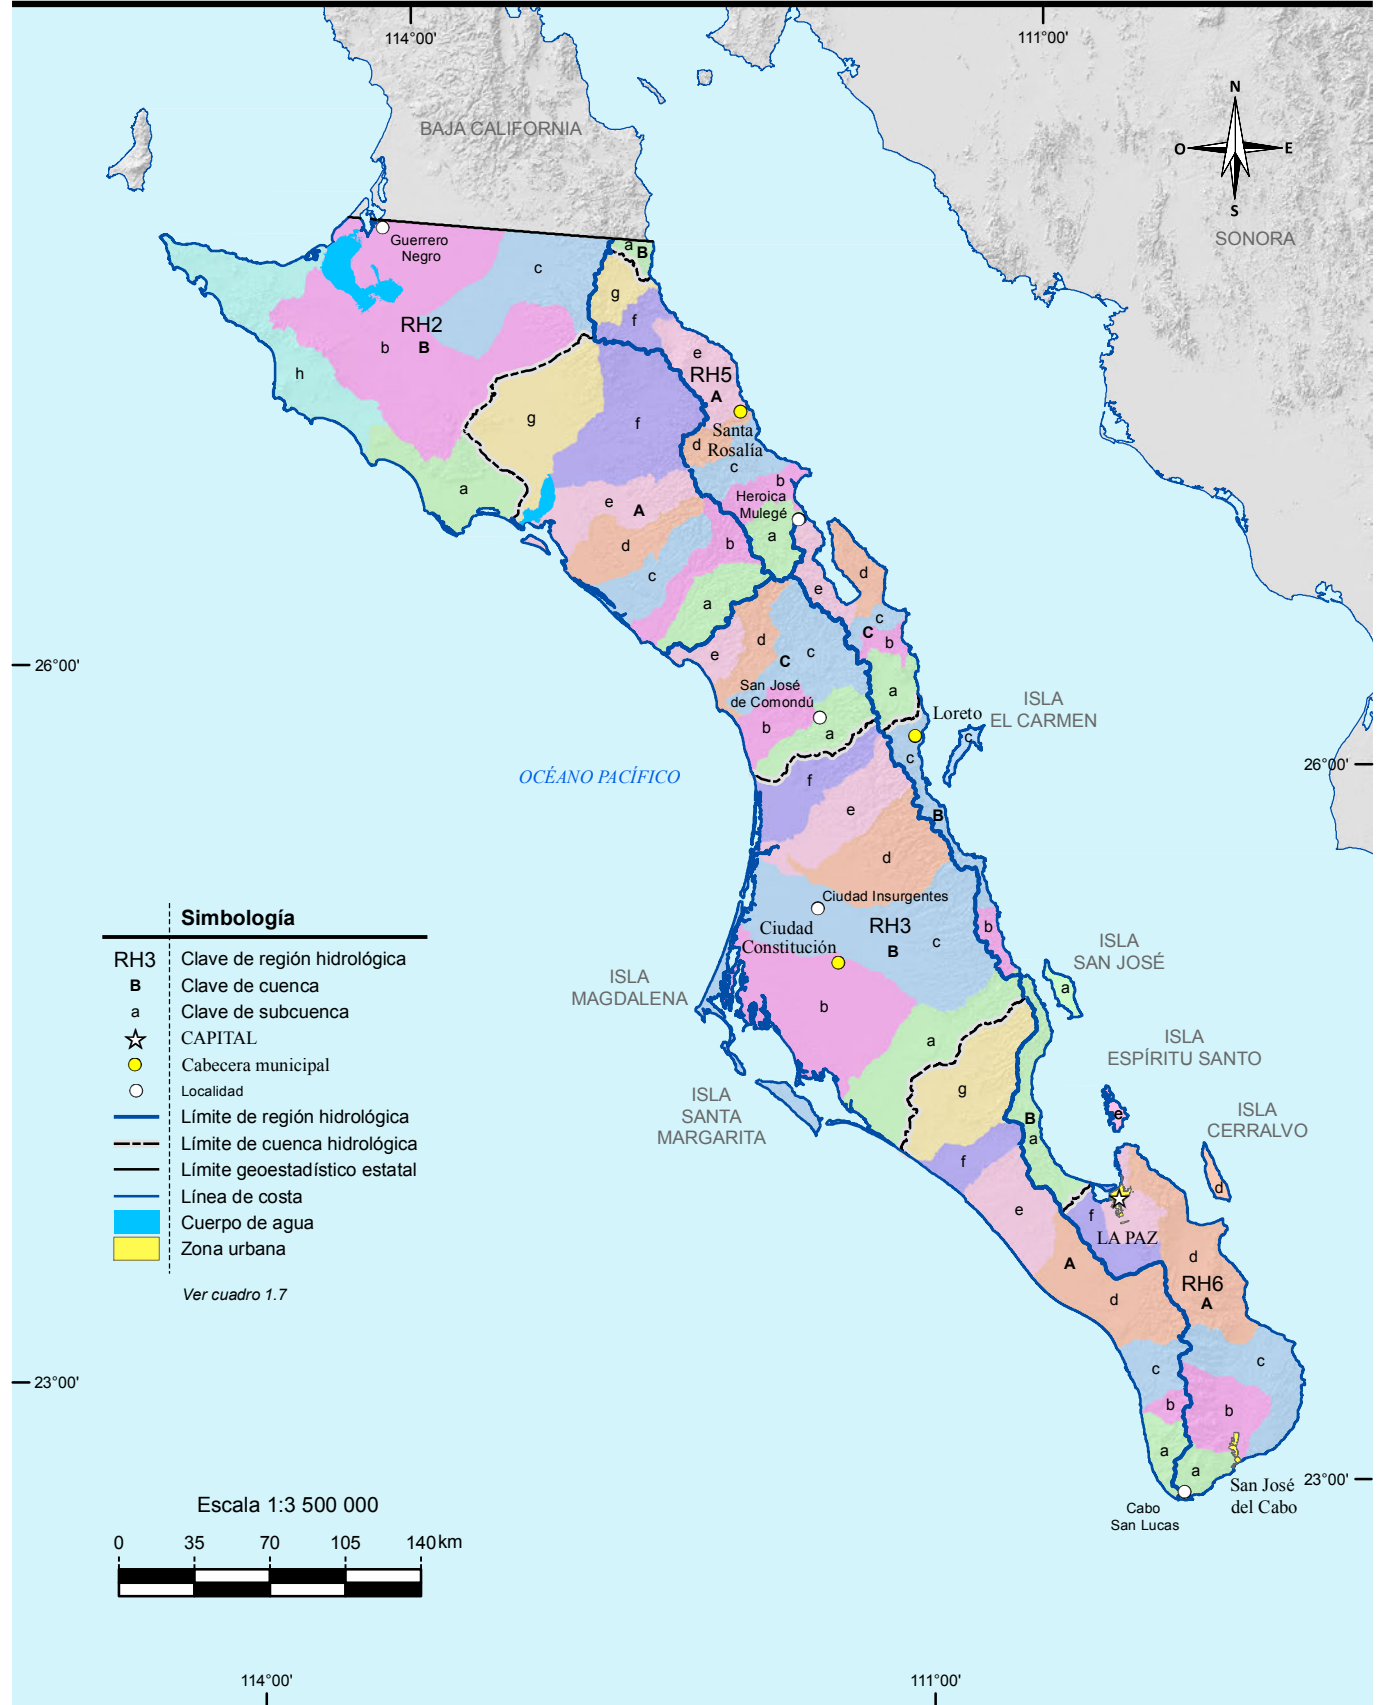 114°00'
111°00'
BAJA CALIFORNIA
N
O
E
S
SONORA
Guerrero
Negro
a
B
c
g
f
RH2
b
B
h
e
RH5
A
g
f
d
Santa
Rosalía
c
a
b
Heroica
Mulegé
e
A
a
d
b
c
d
e
a
c
C
b
d
c
C
e
26°00'
San José
de Comondú
a
b
a
Loreto
ISLA
EL CARMEN
c
c
OCÉANO PACÍFICO
26°00'
f
e
B
d
Ciudad Insurgentes
RH3
B
c
b
Ciudad
Constitución
ISLA
SAN JOSÉ
a
ISLA
MAGDALENA
b
a
ISLA
ESPÍRITU SANTO
e
g
ISLA
SANTA
MARGARITA
B
a
ISLA
CERRALVO
d
f
e
f
LA PAZ
A
d
d
RH6
A
c
c
b
b
a
a
23°00'
23°00'
San José
del Cabo
Cabo
San Lucas
Simbología
RH3 Clave de región hidrológica
B Clave de cuenca
a Clave de subcuenca
CAPITAL
Cabecera municipal
Localidad
Límite de región hidrológica
Límite de cuenca hidrológica
Límite geoestadístico estatal
Línea de costa
Cuerpo de agua
Zona urbana
Ver cuadro 1.7
Escala 1:3 500 000
0 35 70 105 140 km
114°00'
111°00'